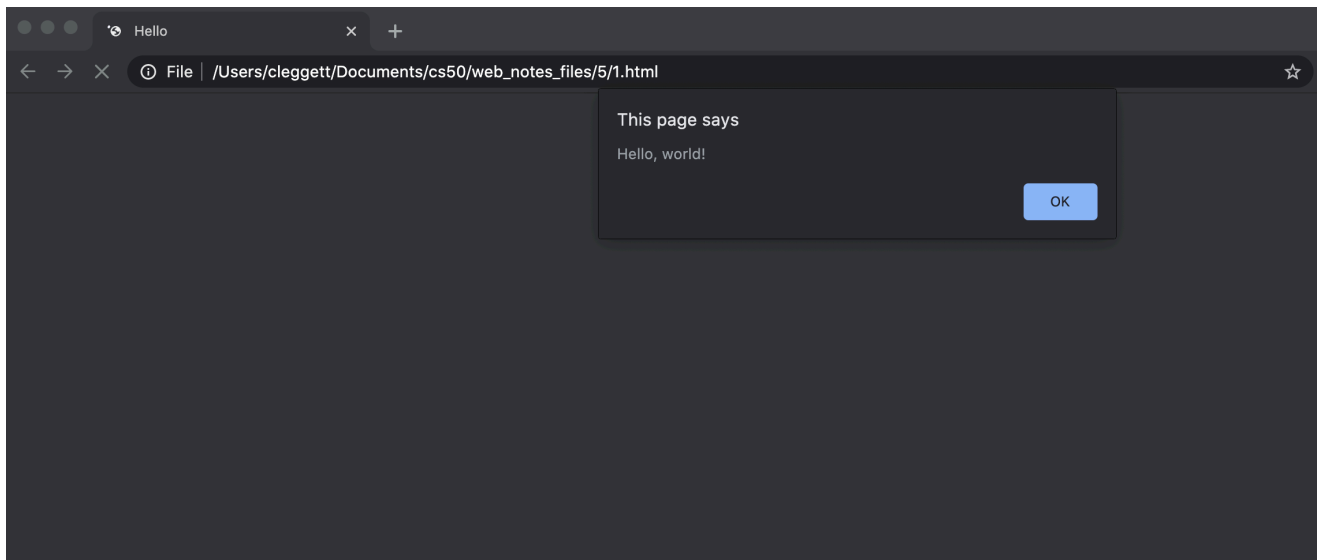 Hello
File /Users/cleggett/Documents/cs50/web_notes_files/5/1.html
This page says
Hello, world!
OK